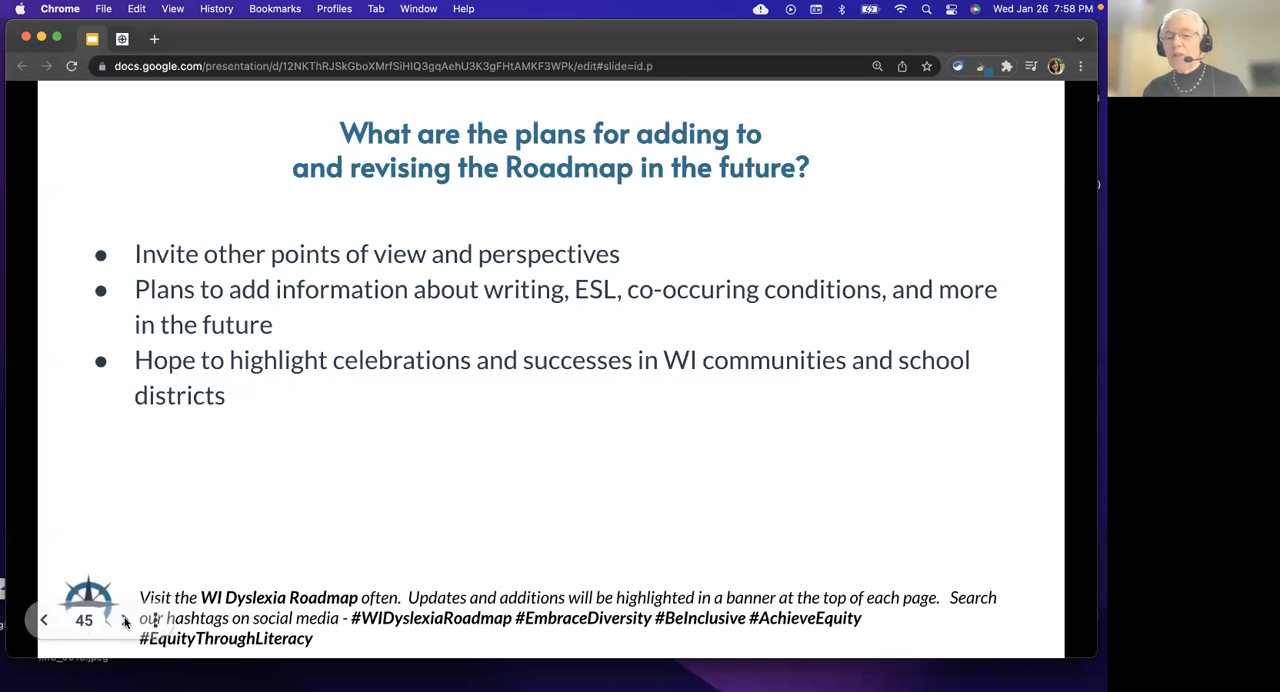 Chrome File Edit View History Bookmarks Profiles Tab Window Help Wed Jan 26 7:58 PM
docs.google.com/presentation/d/12NKThRJSkGboXMrfSiHIQ3gqAehU3K3gFHtAMKF3WPk/edit#slide=id.p
What are the plans for adding to
and revising the Roadmap in the future?
● Invite other points of view and perspectives
● Plans to add information about writing, ESL, co-occuring conditions, and more
in the future
● Hope to highlight celebrations and successes in WI communities and school
districts
Visit the WI Dyslexia Roadmap often. Updates and additions will be highlighted in a banner at the top of each page. Search
45 our hashtags on social media - #WIDyslexiaRoadmap #EmbraceDiversity #BeInclusive #AchieveEquity
#EquityThroughLiteracy